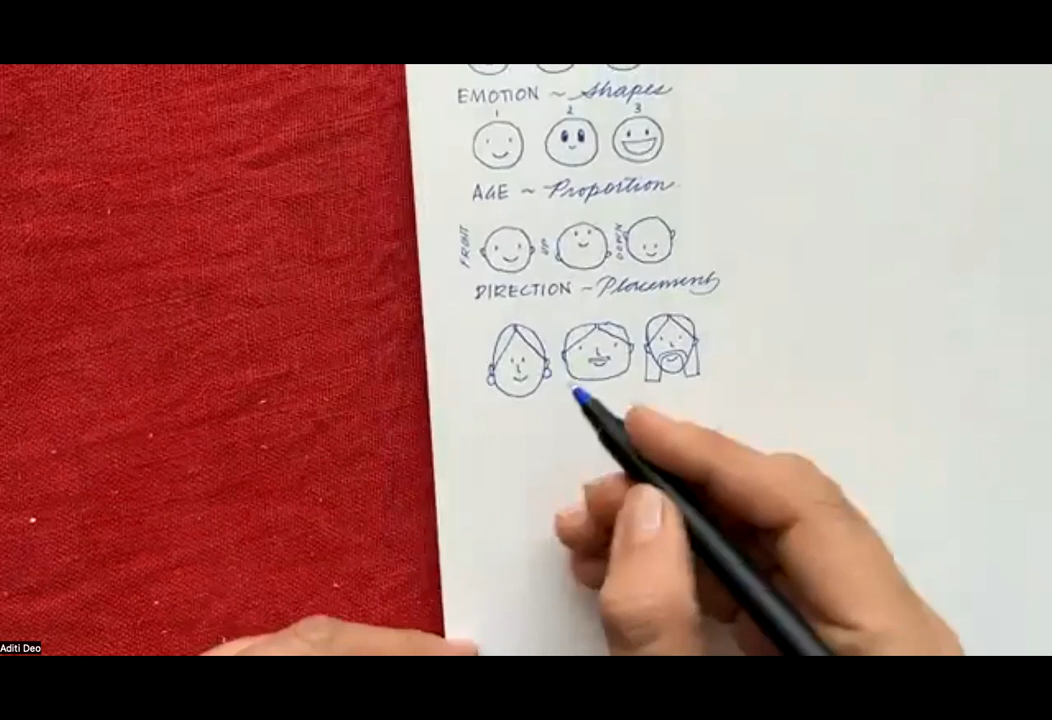 EMOTION ~ Shapes
1 2 3
AGE ~ Proportion.
FRONT UP DOWN
DIRECTION ~ Placement
Aditi Deo